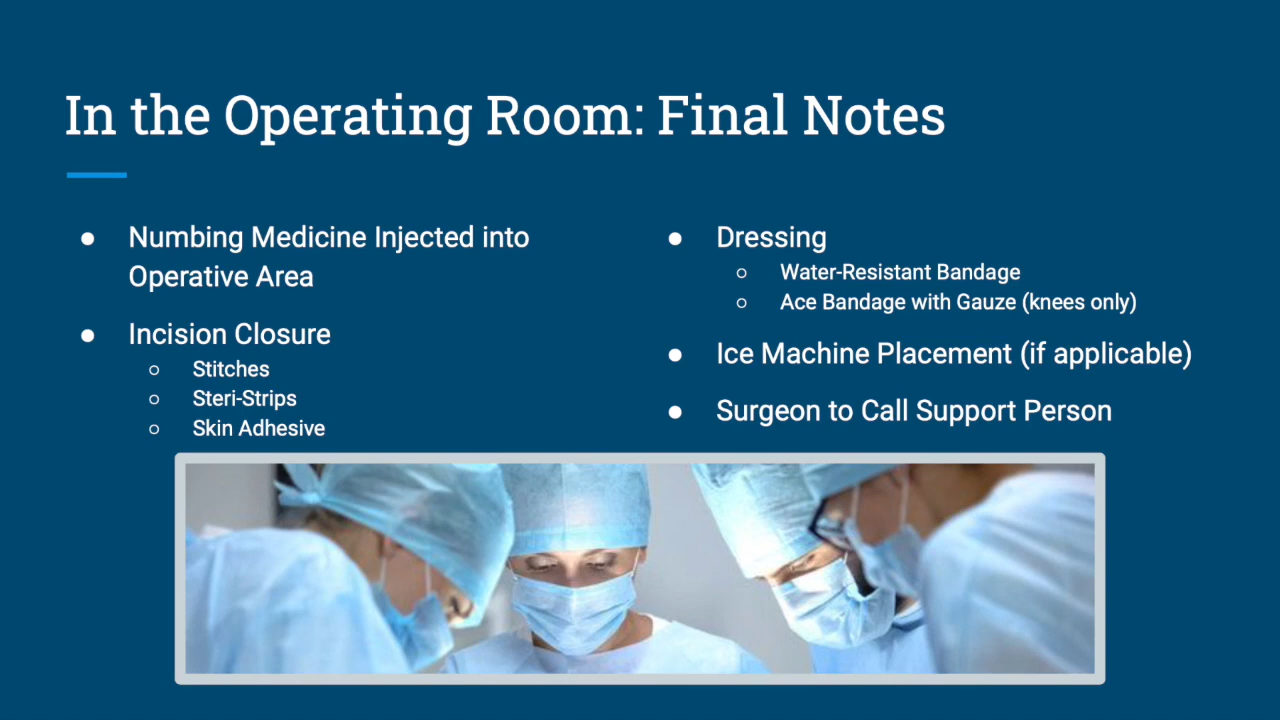 In the Operating Room: Final Notes
● Numbing Medicine Injected into
Operative Area
● Incision Closure
○ Stitches
○ Steri-Strips
○ Skin Adhesive
● Dressing
○ Water-Resistant Bandage
○ Ace Bandage with Gauze (knees only)
● Ice Machine Placement (if applicable)
● Surgeon to Call Support Person